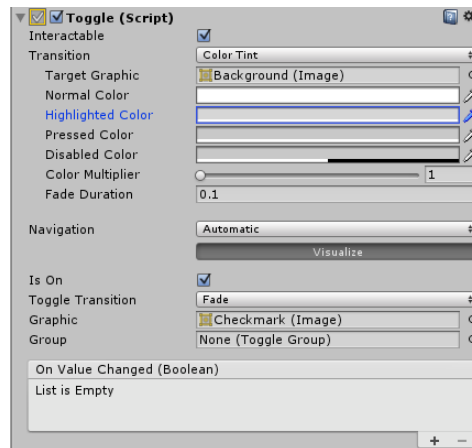 Toggle (Script)
Interactable
Transition Color Tint
Target Graphic Background (Image)
Normal Color
Highlighted Color
Pressed Color
Disabled Color
Color Multiplier 1
Fade Duration 0.1
Navigation Automatic
Visualize
Is On
Toggle Transition Fade
Graphic Checkmark (Image)
Group None (Toggle Group)
On Value Changed (Boolean)
List is Empty